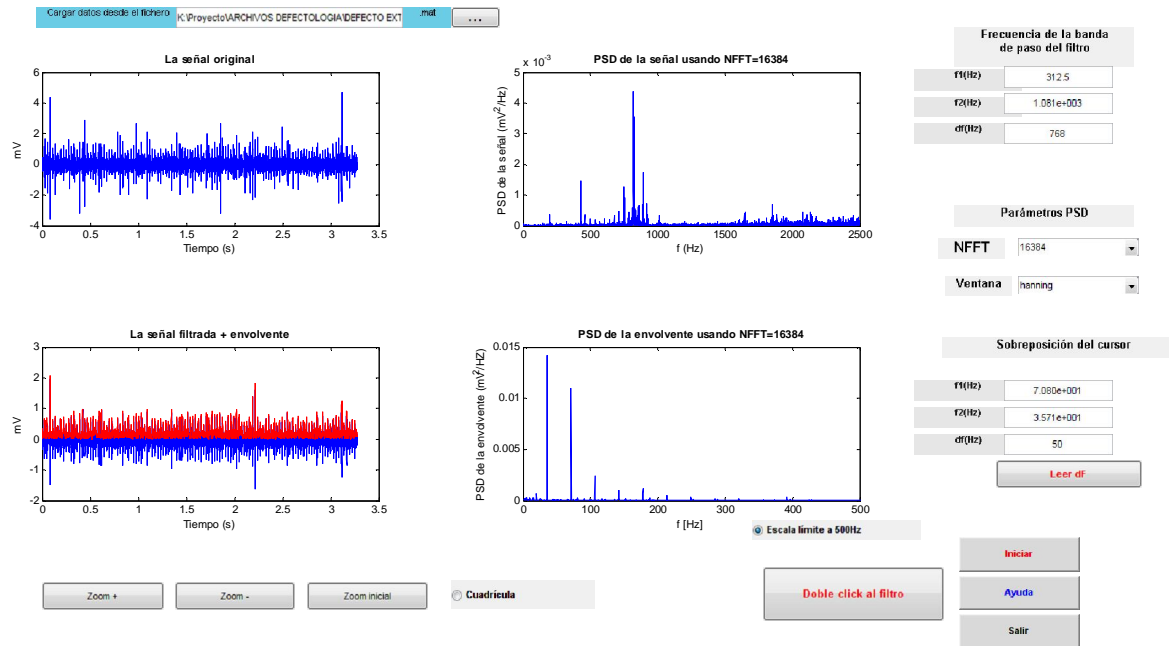 Cargar datos desde el fichero K:\Proyecto\ARCHIVOS DEFECTOLOGIA\DEFECTO EXT .mat ...
La señal original
6
4
2
0
-2
-4
mV
0 0.5 1 1.5 2 2.5 3 3.5
Tiempo (s)
PSD de la señal usando NFFT=16384
x 10^-3
5
4
3
2
1
0
PSD de la señal (mV^2/Hz)
0 500 1000 1500 2000 2500
f (Hz)
Frecuencia de la banda
de paso del filtro
f1(Hz) 312.5
f2(Hz) 1.081e+003
df(Hz) 768
Parámetros PSD
NFFT 16384
Ventana hanning
La señal filtrada + envolvente
3
2
1
0
-1
-2
mV
0 0.5 1 1.5 2 2.5 3 3.5
Tiempo (s)
PSD de la envolvente usando NFFT=16384
0.015
0.01
0.005
0
PSD de la envolvente (mV^2/HZ)
0 100 200 300 400 500
f [Hz]
Escala límite a 500Hz
Sobreposición del cursor
f1(Hz) 7.080e+001
f2(Hz) 3.571e+001
df(Hz) 50
Leer dF
Zoom +
Zoom -
Zoom inicial
Cuadrícula
Doble click al filtro
Iniciar
Ayuda
Salir